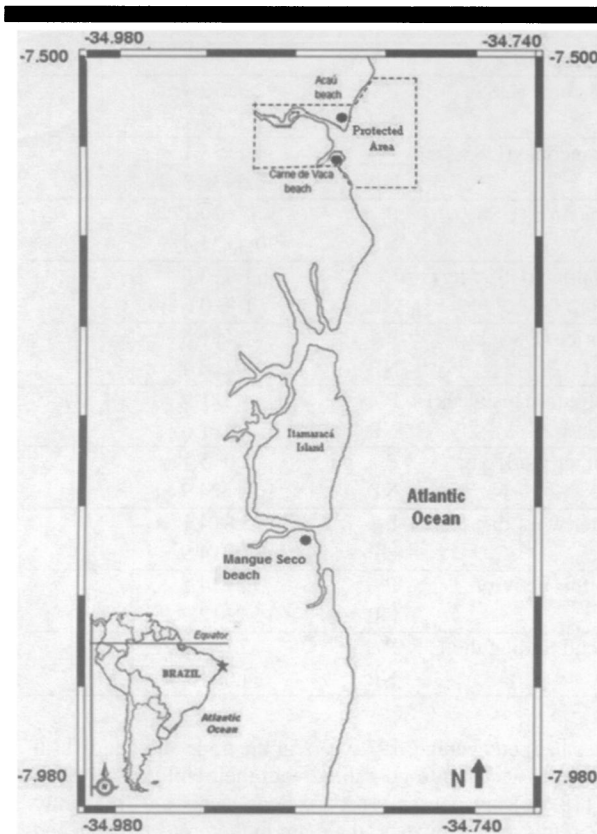 -34.980
-34.740
-7.500
-7.500
Acaú
beach
Protected
Area
Carne de Vaca
beach
Itamaracá
Island
Atlantic
Ocean
Mangue Seco
beach
Equator
BRAZIL
Atlantic
Ocean
-7.980
N
-7.980
-34.980
-34.740